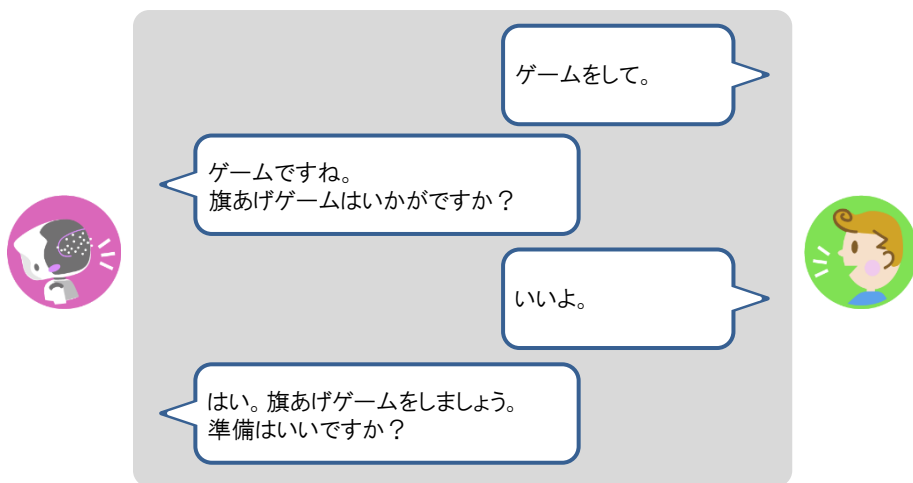 ゲームをして。
ゲームですね。
旗あげゲームはいかがですか？
いいよ。
はい。旗あげゲームをしましょう。
準備はいいですか？